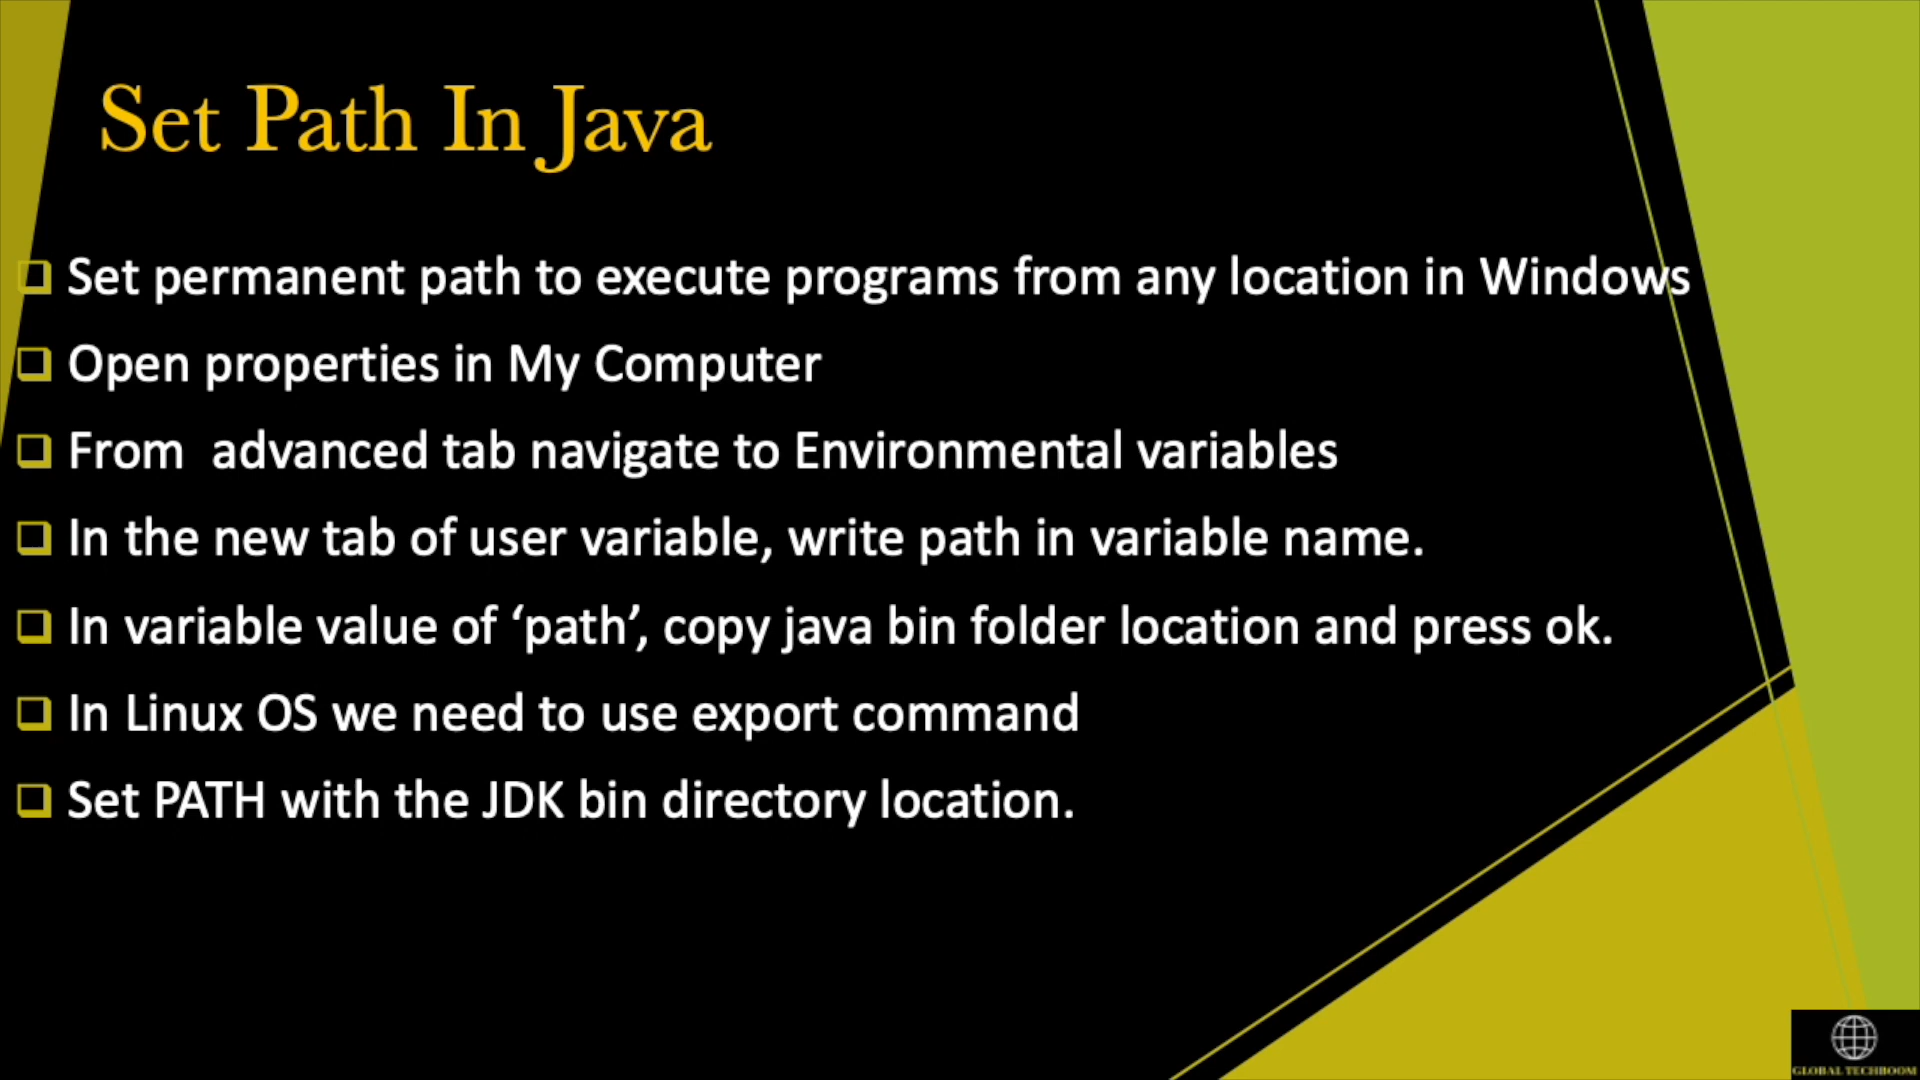 Set Path In Java
Set permanent path to execute programs from any location in Windows
Open properties in My Computer
From  advanced tab navigate to Environmental variables
In the new tab of user variable, write path in variable name.
In variable value of ‘path’, copy java bin folder location and press ok.
In Linux OS we need to use export command
Set PATH with the JDK bin directory location.
GLOBAL TECHBOOM